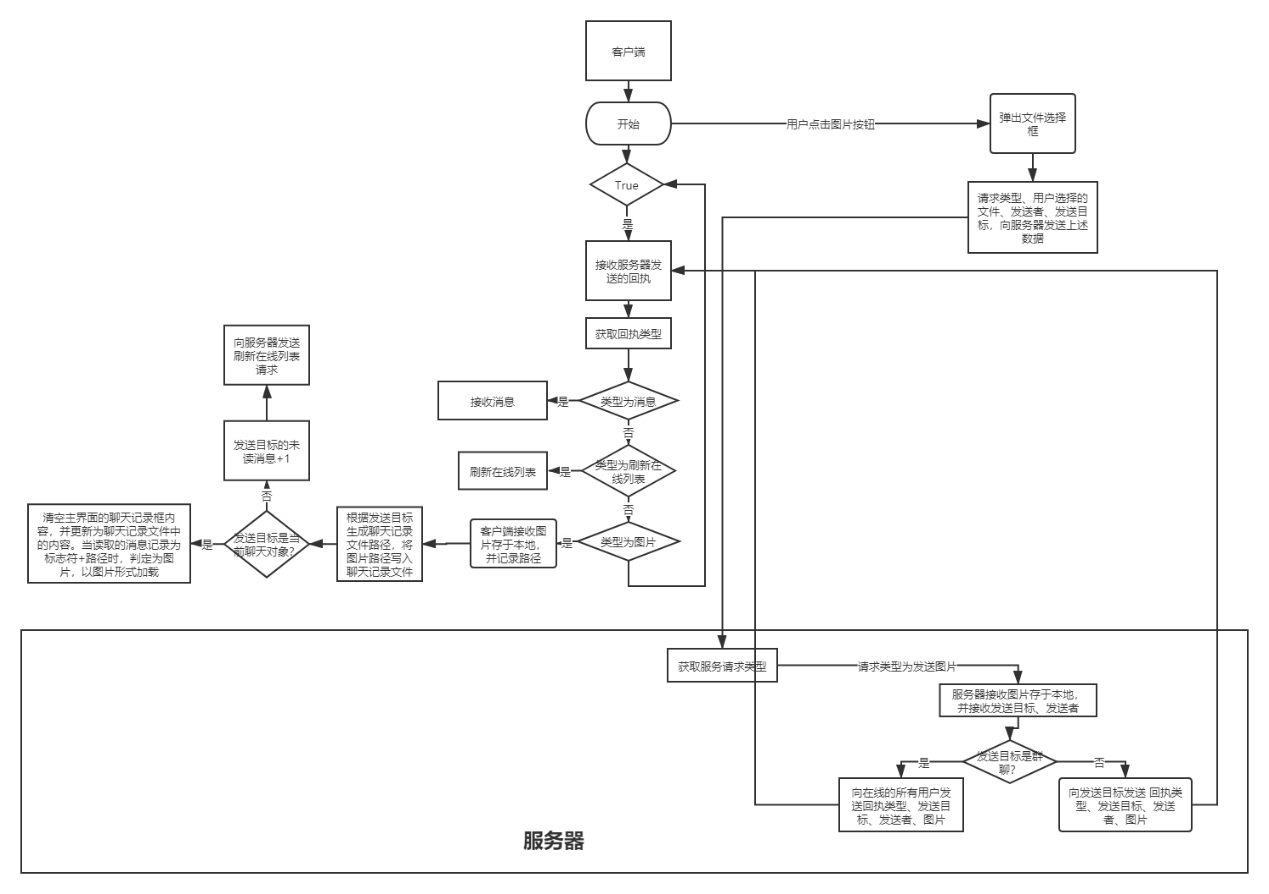 客户端
开始
用户点击图片按钮
弹出文件选择
框
True
请求类型、用户选择的
文件、发送者、发送目
标，向服务器发送上述
数据
是
接收服务器发
送的回执
获取回执类型
向服务器发送
刷新在线列表
请求
接收消息
是
类型为消息
否
发送目标的未
读消息+1
刷新在线列表
是
类型为刷新在
线列表
否
否
清空主界面的聊天记录框内
容，并更新为聊天记录文件中
的内容。当读取的消息记录为
标志符+路径时，判定为图
片，以图片形式加载
是
发送目标是当
前聊天对象？
根据发送目标
生成聊天记录
文件路径，将
图片路径写入
聊天记录文件
客户端接收图
片存于本地，
并记录路径
是
类型为图片
获取服务请求类型
请求类型为发送图片
服务器接收图片存于本地，
并接收发送目标、发送者
发送目标是群
聊？
是
否
向在线的所有用户发
送回执类型、发送目
标、发送者、图片
向发送目标发送 回执类
型、发送目标、发送
者、图片
服务器